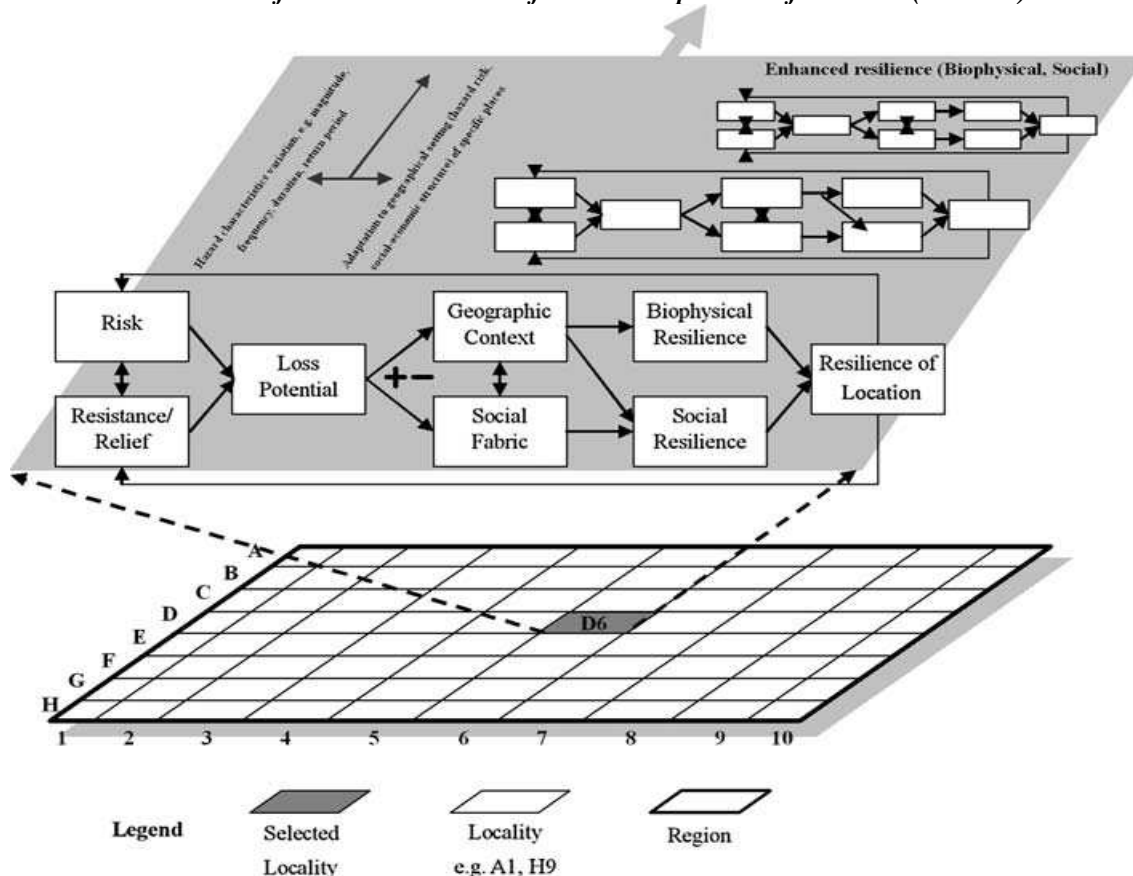 Enhanced resilience (Biophysical, Social)
Hazard characteristics variation, e.g. magnitude,
frequency, duration, return period
Adaptation to geographical setting (hazard risk,
social-economic structure) of specific places
Risk
Geographic
Context
Biophysical
Resilience
Loss
Potential
+ −
Resilience of
Location
Resistance/
Relief
Social
Fabric
Social
Resilience
A
B
C
D
D6
E
F
G
H
1 2 3 4 5 6 7 8 9 10
Legend
Selected
Locality
Locality
e.g. A1, H9
Region